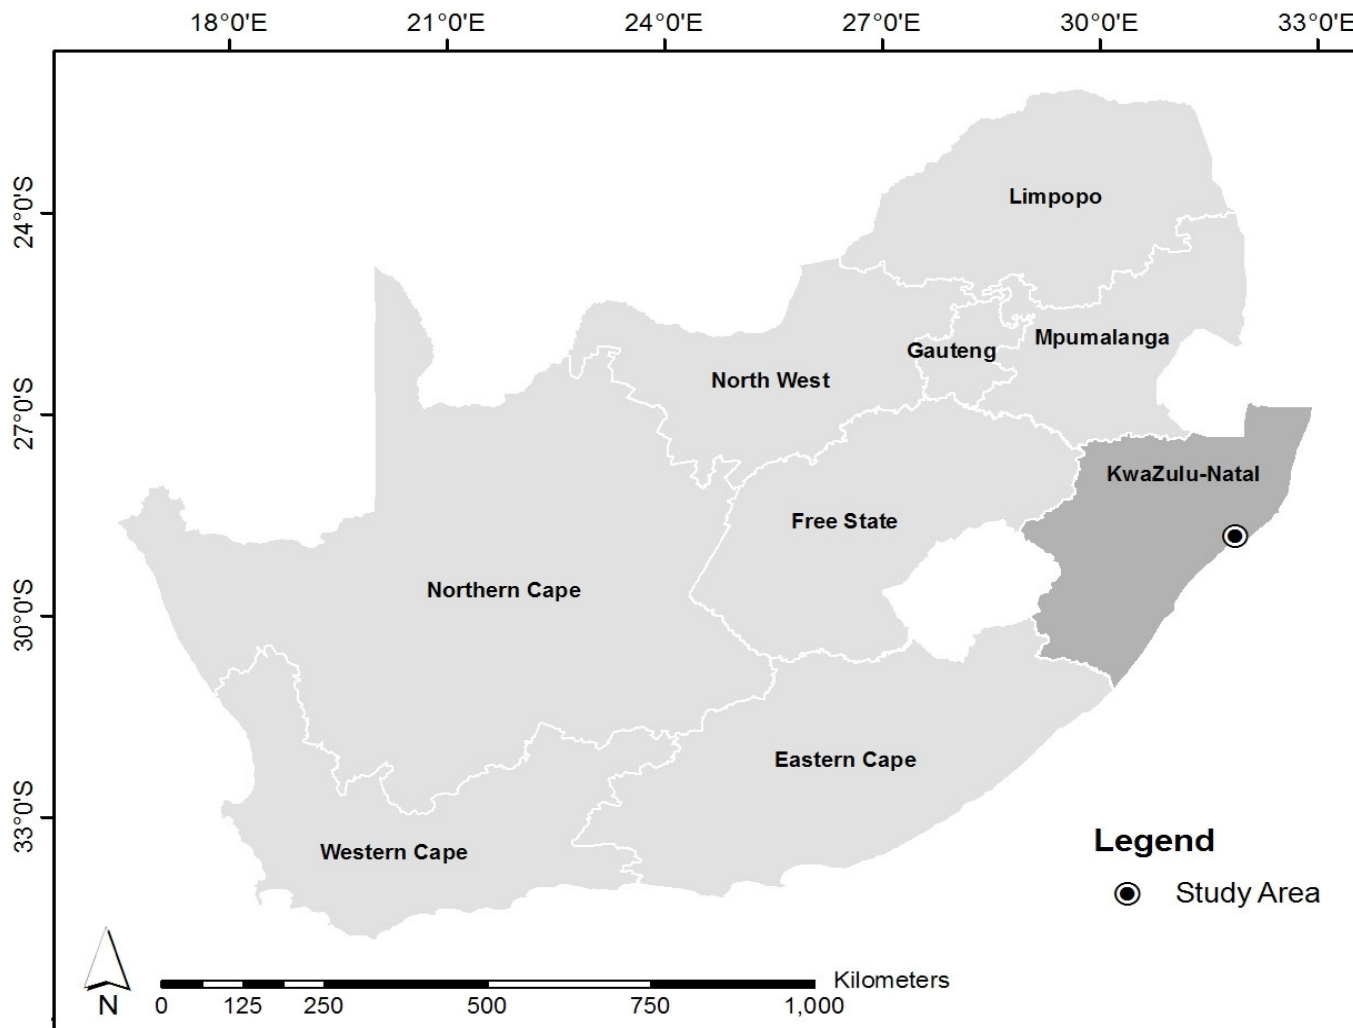 18°0'E 21°0'E 24°0'E 27°0'E 30°0'E 33°0'E
24°0'S
27°0'S
30°0'S
33°0'S
Limpopo
Mpumalanga
Gauteng
North West
KwaZulu-Natal
Free State
Northern Cape
Eastern Cape
Western Cape
Legend
Study Area
N
Kilometers
0 125 250 500 750 1,000